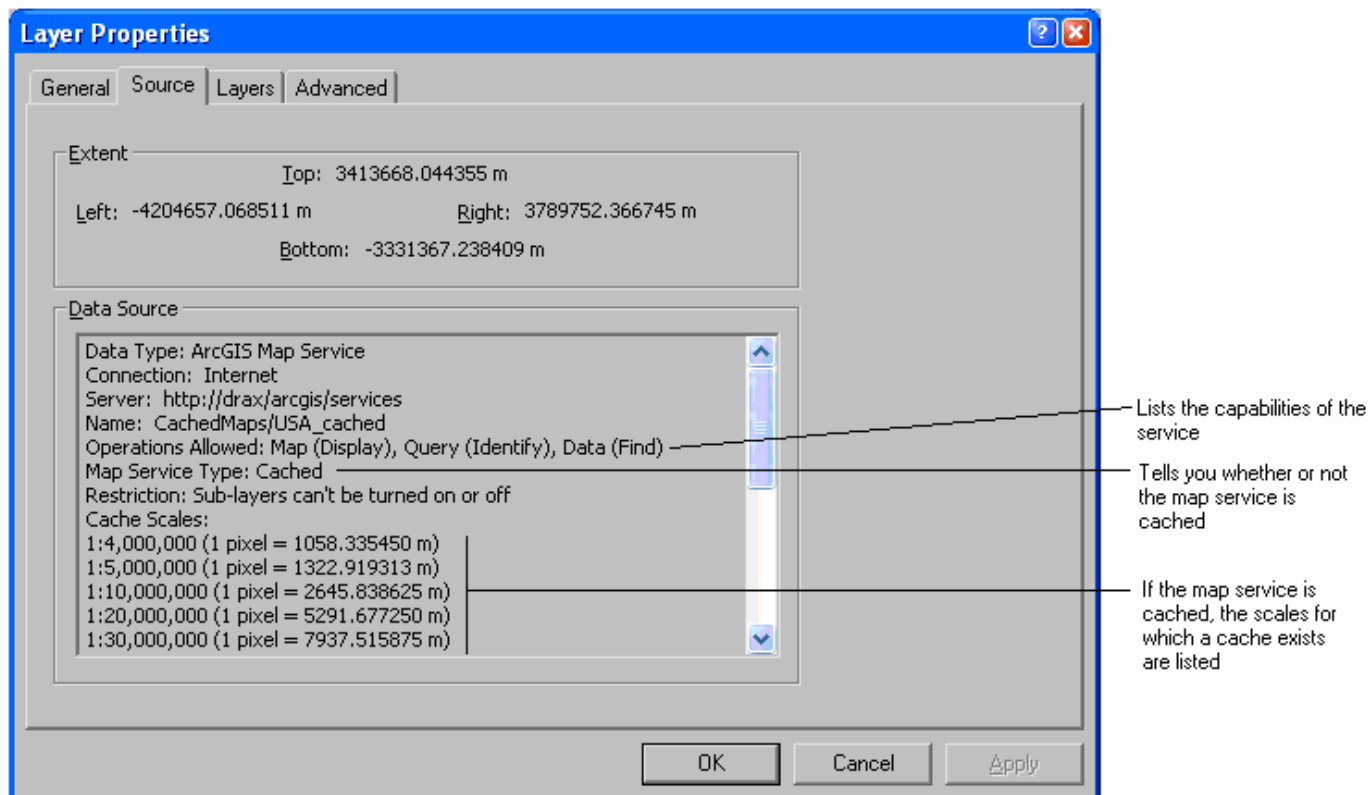 Layer Properties
General Source Layers Advanced
Extent
Top: 3413668.044355 m
Left: -4204657.068511 m Right: 3789752.366745 m
Bottom: -3331367.238409 m
Data Source
Data Type: ArcGIS Map Service
Connection: Internet
Server: http://drax/arcgis/services
Name: CachedMaps/USA_cached
Operations Allowed: Map (Display), Query (Identify), Data (Find)
Map Service Type: Cached
Restriction: Sub-layers can't be turned on or off
Cache Scales:
1:4,000,000 (1 pixel = 1058.335450 m)
1:5,000,000 (1 pixel = 1322.919313 m)
1:10,000,000 (1 pixel = 2645.838625 m)
1:20,000,000 (1 pixel = 5291.677250 m)
1:30,000,000 (1 pixel = 7937.515875 m)
Lists the capabilities of the
service
Tells you whether or not
the map service is
cached
If the map service is
cached, the scales for
which a cache exists
are listed
OK Cancel Apply